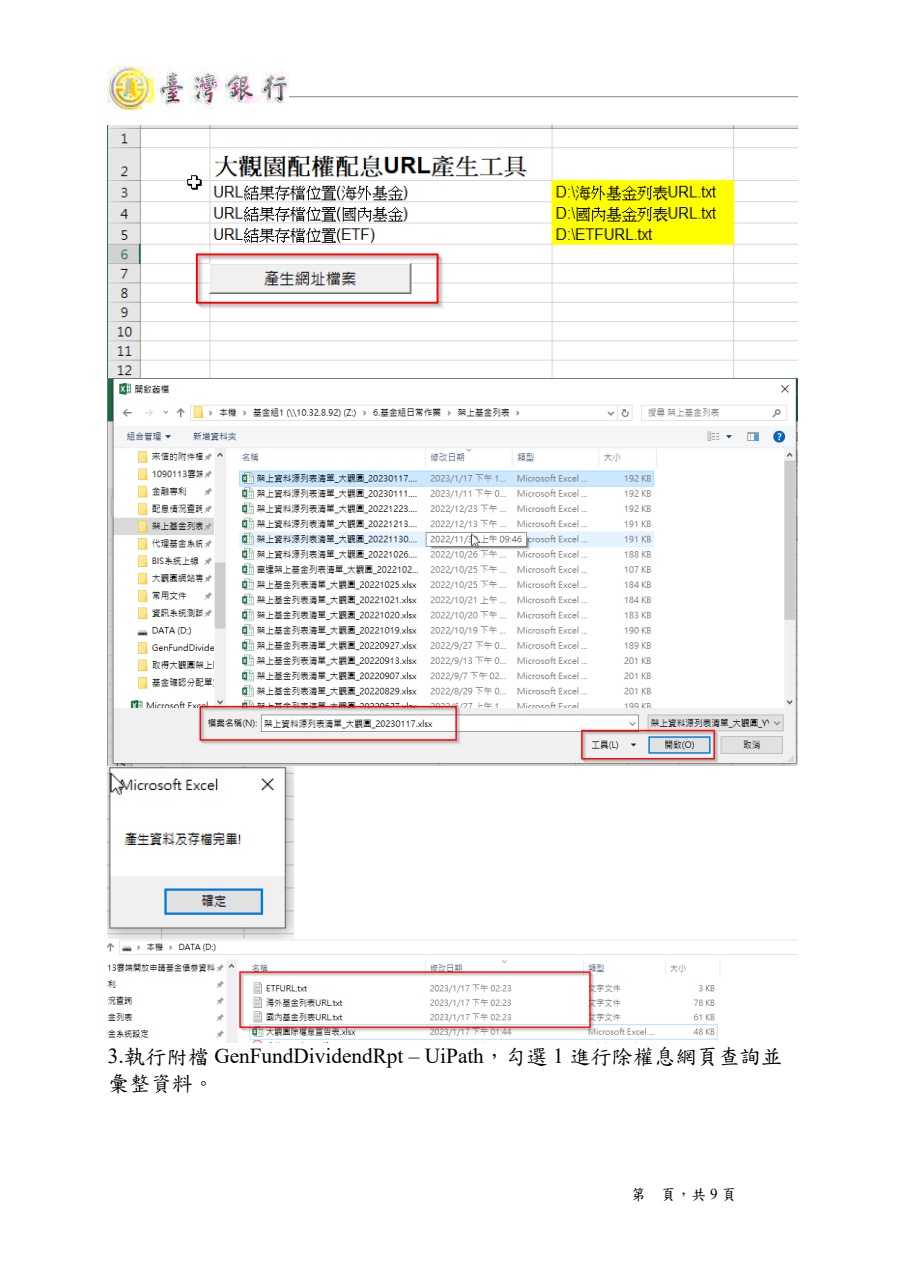 臺灣銀行
1
2 大觀園配權配息URL產生工具
3 URL結果存檔位置(海外基金) D:\海外基金列表URL.txt
4 URL結果存檔位置(國內基金) D:\國內基金列表URL.txt
5 URL結果存檔位置(ETF) D:\ETFURL.txt
6
7 產生網址檔案
8
9
10
11
12
開啟舊檔
本機 › 基金組1 (\\10.32.8.92) (Z:) › 6.基金組日常作業 › 架上基金列表 › 搜尋 架上基金列表
組合管理 新增資料夾
名稱 修改日期 類型 大小
來信的附件檔 架上資料源列表清單_大觀園_20230117.... 2023/1/17 下午 1... Microsoft Excel ... 192 KB
1090113雲端 架上資料源列表清單_大觀園_20230111.... 2023/1/11 下午 0... Microsoft Excel ... 192 KB
金融專利 架上資料源列表清單_大觀園_20221223.... 2022/12/23 下午 ... Microsoft Excel ... 192 KB
配息情況查詢 架上資料源列表清單_大觀園_20221213.... 2022/12/13 下午 ... Microsoft Excel ... 191 KB
架上基金列表 架上資料源列表清單_大觀園_20221130.... 2022/11/3 上午 09:46 crosoft Excel ... 191 KB
代理基金系統 架上資料源列表清單_大觀園_20221026.... 2022/10/26 下午 ... Microsoft Excel ... 188 KB
BIS系統上線 架上基金列表清單_大觀園_2022102... 2022/10/25 下午 ... Microsoft Excel ... 107 KB
大觀園網站專 架上基金列表清單_大觀園_20221025.xlsx 2022/10/25 下午 ... Microsoft Excel ... 184 KB
常用文件 架上基金列表清單_大觀園_20221021.xlsx 2022/10/21 上午 ... Microsoft Excel ... 184 KB
資訊系統測試 架上基金列表清單_大觀園_20221020.xlsx 2022/10/20 下午 ... Microsoft Excel ... 183 KB
DATA (D:) 架上基金列表清單_大觀園_20221019.xlsx 2022/10/19 下午 ... Microsoft Excel ... 190 KB
GenFundDivide 架上基金列表清單_大觀園_20220927.xlsx 2022/9/27 下午 0... Microsoft Excel ... 189 KB
取得大觀園架上 架上基金列表清單_大觀園_20220913.xlsx 2022/9/13 下午 0... Microsoft Excel ... 201 KB
基金確認分配單 架上基金列表清單_大觀園_20220907.xlsx 2022/9/7 下午 02... Microsoft Excel ... 201 KB
架上基金列表清單_大觀園_20220829.xlsx 2022/8/29 下午 0... Microsoft Excel ... 201 KB
Microsoft Excel 架上基金列表清單_大觀園_20220627.xlsx 2022/6/27 上午 1... Microsoft Excel ... 199 KB
檔案名稱(N): 架上資料源列表清單_大觀園_20230117.xlsx 架上資料源列表清單_大觀園_Y
工具(L) 開啟(O) 取消
Microsoft Excel
產生資料及存檔完畢!
確定
本機 › DATA (D:)
13雲端開放申購基金債券資料 名稱 修改日期 類型 大小
利 ETFURL.txt 2023/1/17 下午 02:23 文字文件 3 KB
況查詢 海外基金列表URL.txt 2023/1/17 下午 02:23 文字文件 78 KB
金列表 國內基金列表URL.txt 2023/1/17 下午 02:23 文字文件 61 KB
金系統設定 大觀園除權息宣告表.xlsx 2023/1/17 下午 01:44 Microsoft Excel ... 48 KB
3.執行附檔 GenFundDividendRpt – UiPath，勾選 1 進行除權息網頁查詢並
彙整資料。
第 頁，共 9 頁